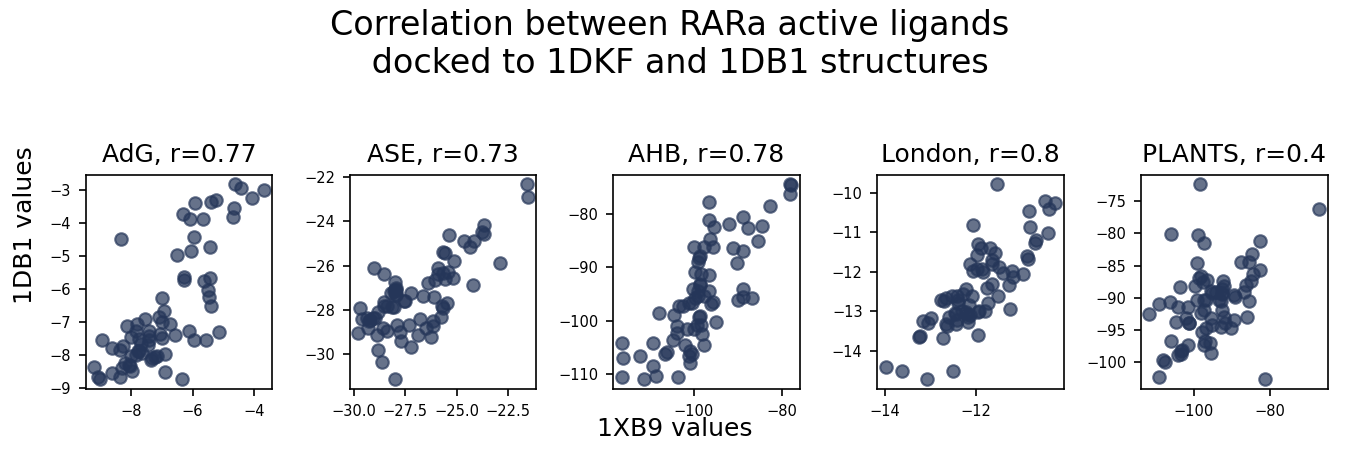 Correlation between RARa active ligands
docked to 1DKF and 1DB1 structures
AdG, r=0.77
ASE, r=0.73
AHB, r=0.78
London, r=0.8
PLANTS, r=0.4
1DB1 values
−3
−4
−5
−6
−7
−8
−9
−8 −6 −4
−22
−24
−26
−28
−30
−30.0 −27.5 −25.0 −22.5
−80
−90
−100
−110
−100 −80
−10
−11
−12
−13
−14
−14 −12
−75
−80
−85
−90
−95
−100
−100 −80
1XB9 values